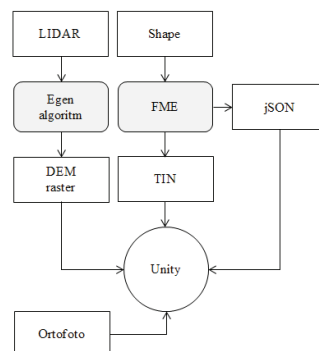 LIDAR
Shape
Egen
algoritm
FME
jSON
DEM
raster
TIN
Unity
Ortofoto